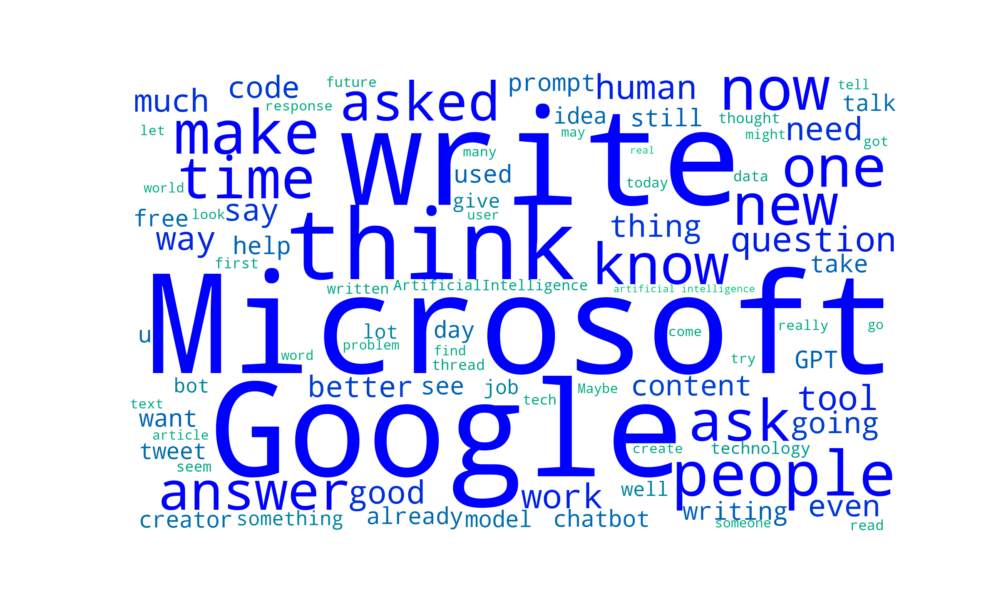 future
code
prompt
human
now
tell
much
response
asked
idea
still
thought
talk
let
make
may
might
need
got
write
many
real
one
time
used
today
data
world
give
new
free
look
say
user
thing
way
help
think
know
question
first
take
written
ArtificialIntelligence
artificial intelligence
Microsoft
u
lot
day
come
really
go
problem
find
word
thread
try
GPT
bot
better
see
job
Maybe
content
text
tech
tool
want
Google
ask
going
article
tweet
create
technology
seem
people
answer
good
work
well
writing
even
creator
something
already
model
chatbot
someone
read